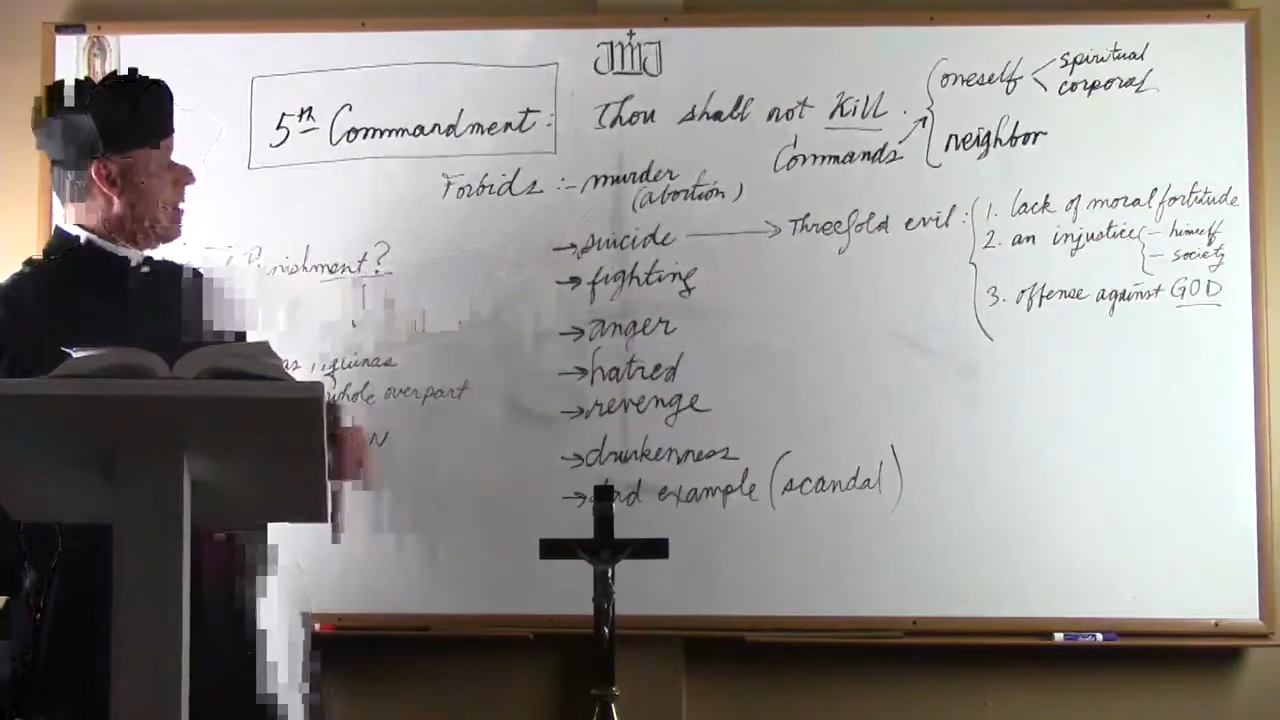 JMJ
5th Commandment:
Thou shall not Kill.
Commands
oneself
spiritual
corporal
neighbor
Forbids :- murder
(abortion)
→ suicide → Threefold evil:
1. lack of moral fortitude
2. an injustice
- himself
- society
3. offense against GOD
→ fighting
→ anger
→ hatred
→ revenge
→ drunkenness
→ bad example (scandal)
nishment?
whole over part